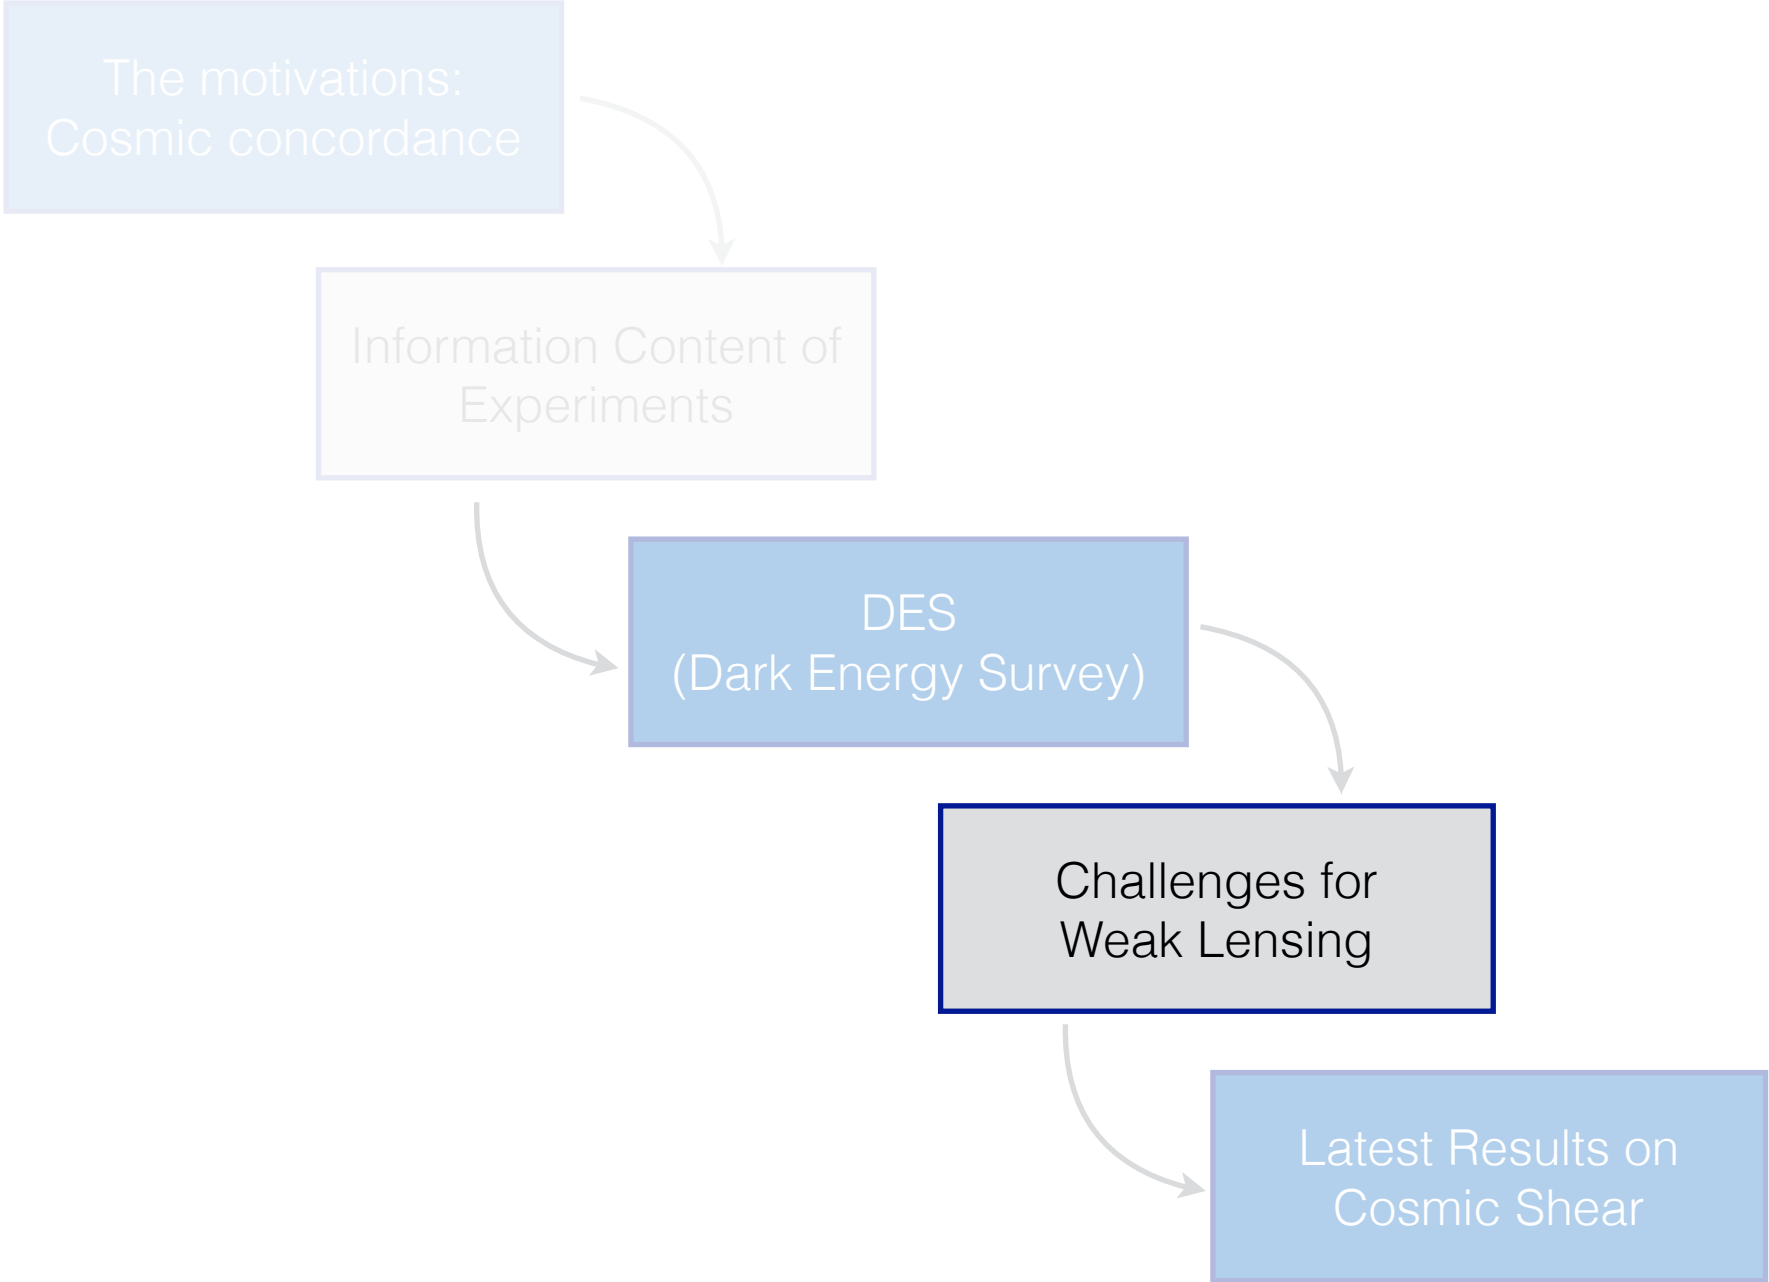 The motivations:
Cosmic concordance
Information Content of
Experiments
DES
(Dark Energy Survey)
Challenges for
Weak Lensing
Latest Results on
Cosmic Shear